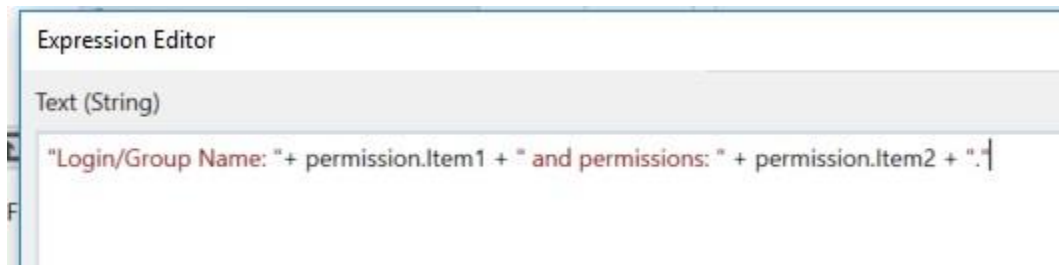 Expression Editor
Text (String)
"Login/Group Name: "+ permission.Item1 + " and permissions: " + permission.Item2 + "."
F